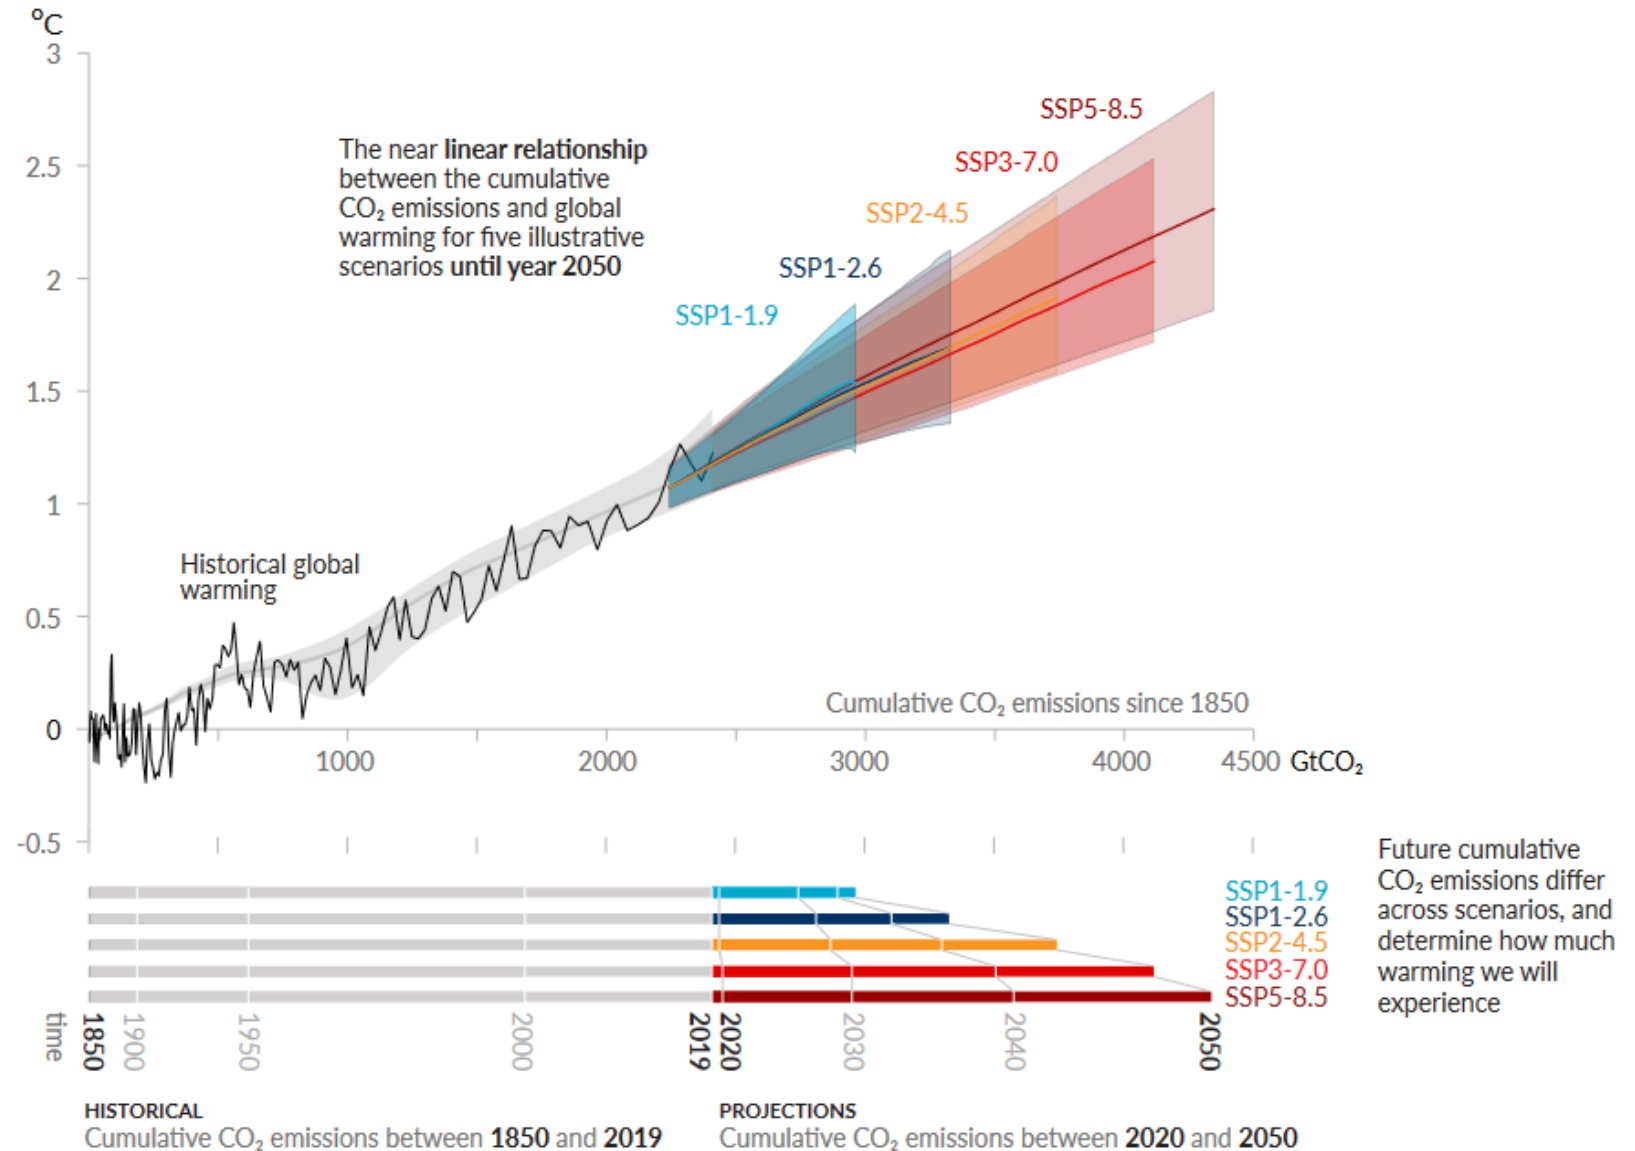 °C
3
SSP5-8.5
The near linear relationship
between the cumulative
CO₂ emissions and global
warming for five illustrative
scenarios until year 2050
SSP3-7.0
2.5
SSP2-4.5
SSP1-2.6
2
SSP1-1.9
1.5
1
Historical global
warming
0.5
Cumulative CO₂ emissions since 1850
0
1000
2000
3000
4000
4500 GtCO₂
-0.5
Future cumulative
CO₂ emissions differ
across scenarios, and
determine how much
warming we will
experience
SSP1-1.9
SSP1-2.6
SSP2-4.5
SSP3-7.0
SSP5-8.5
time
1850
1900
1950
2000
2019
2020
2030
2040
2050
HISTORICAL
Cumulative CO₂ emissions between 1850 and 2019
PROJECTIONS
Cumulative CO₂ emissions between 2020 and 2050